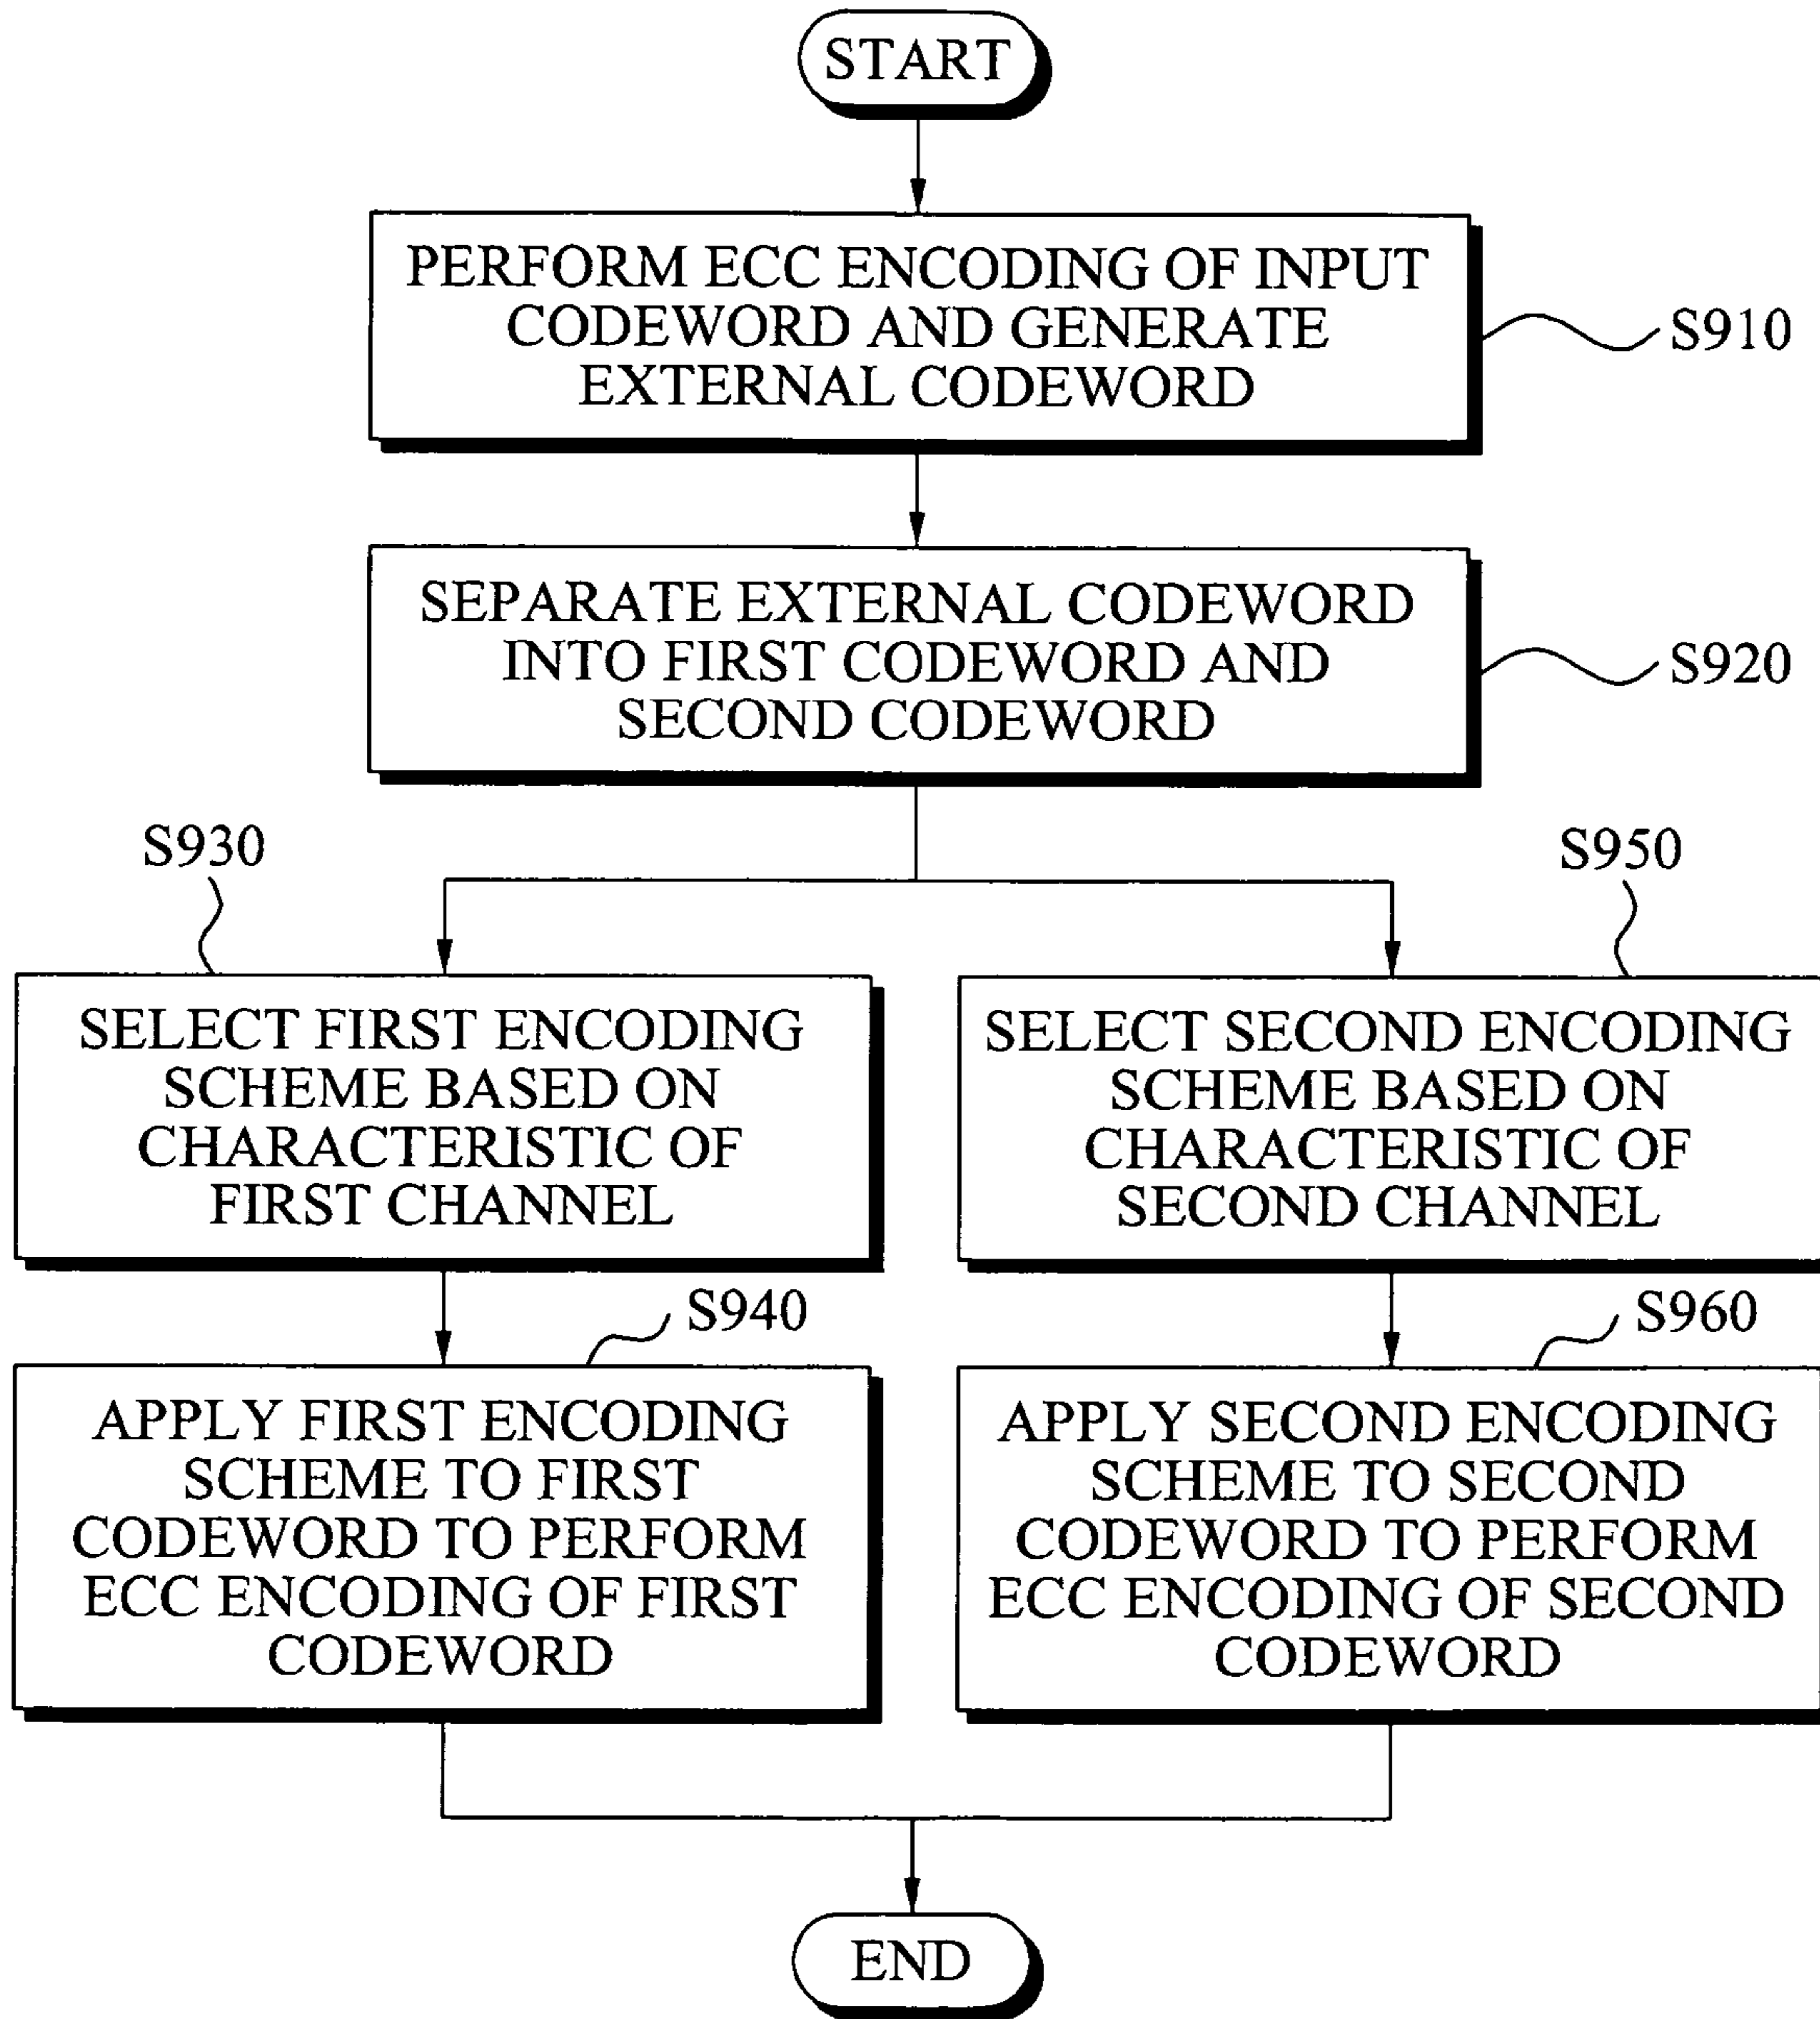 START
PERFORM ECC ENCODING OF INPUT
CODEWORD AND GENERATE
EXTERNAL CODEWORD
S910
SEPARATE EXTERNAL CODEWORD
INTO FIRST CODEWORD AND
SECOND CODEWORD
S920
S930
SELECT FIRST ENCODING
SCHEME BASED ON
CHARACTERISTIC OF
FIRST CHANNEL
S940
APPLY FIRST ENCODING
SCHEME TO FIRST
CODEWORD TO PERFORM
ECC ENCODING OF FIRST
CODEWORD
S950
SELECT SECOND ENCODING
SCHEME BASED ON
CHARACTERISTIC OF
SECOND CHANNEL
S960
APPLY SECOND ENCODING
SCHEME TO SECOND
CODEWORD TO PERFORM
ECC ENCODING OF SECOND
CODEWORD
END